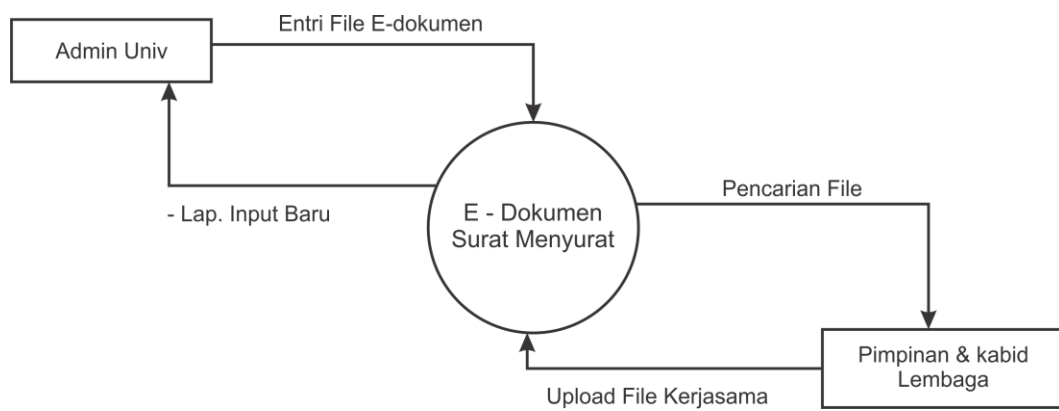 Entri File E-dokumen
Admin Univ
- Lap. Input Baru
E - Dokumen
Surat Menyurat
Pencarian File
Pimpinan & kabid
Lembaga
Upload File Kerjasama